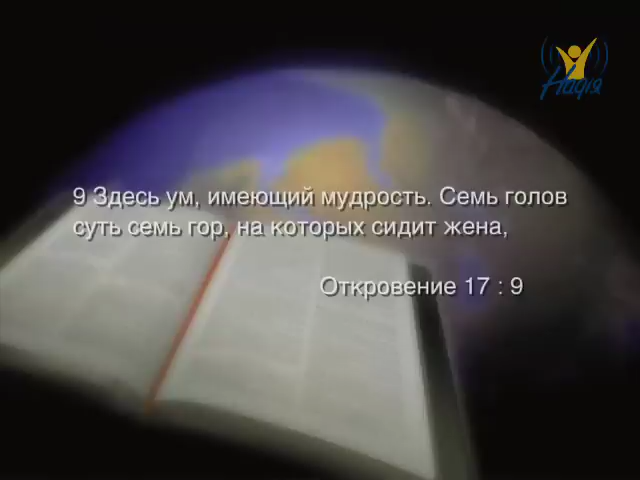 Надія
9 Здесь ум, имеющий мудрость. Семь голов
суть семь гор, на которых сидит жена,
Откровение 17 : 9